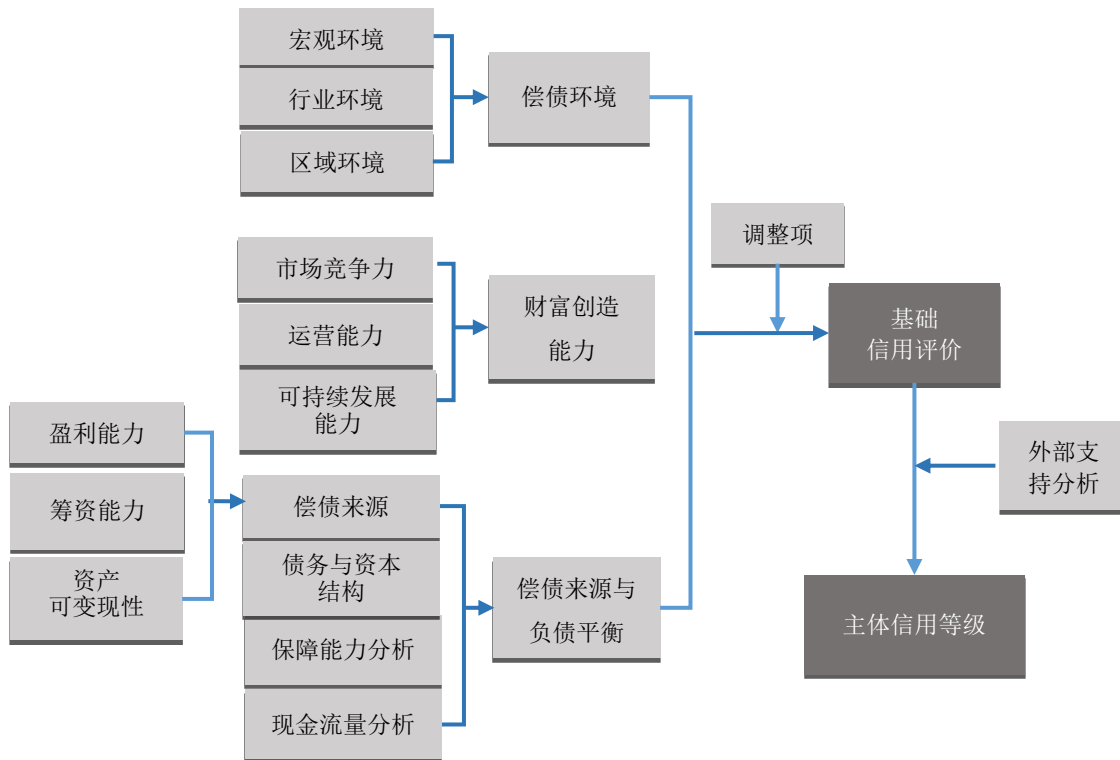 宏观环境
行业环境
区域环境
偿债环境
市场竞争力
运营能力
可持续发展
能力
财富创造
能力
盈利能力
筹资能力
资产
可变现性
偿债来源
债务与资本
结构
保障能力分析
现金流量分析
偿债来源与
负债平衡
调整项
基础
信用评价
外部支
持分析
主体信用等级